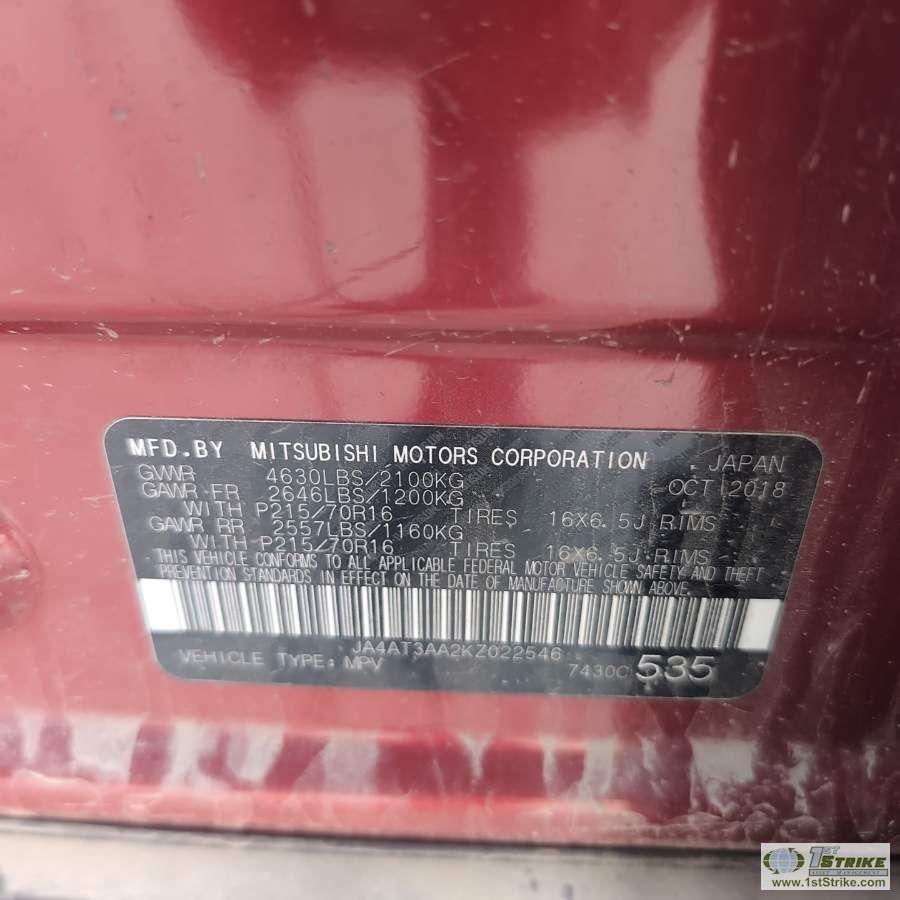 MFD.BY MITSUBISHI MOTORS CORPORATION JAPAN
GVWR 4630LBS/2100KG OCT 2018
GAWR FR 2646LBS/1200KG
WITH P215/70R16 TIRES 16X6.5J RIMS
GAWR RR 2557LBS/1160KG
WITH P215/70R16 TIRES 16X6.5J RIMS
THIS VEHICLE CONFORMS TO ALL APPLICABLE FEDERAL MOTOR VEHICLE SAFETY AND THEFT
PREVENTION STANDARDS IN EFFECT ON THE DATE OF MANUFACTURE SHOWN ABOVE.
JA4AT3AA2KZ022546
VEHICLE TYPE: MPV 7430C 535
1ST STRIKE
ASSET MANAGEMENT
www.1stStrike.com